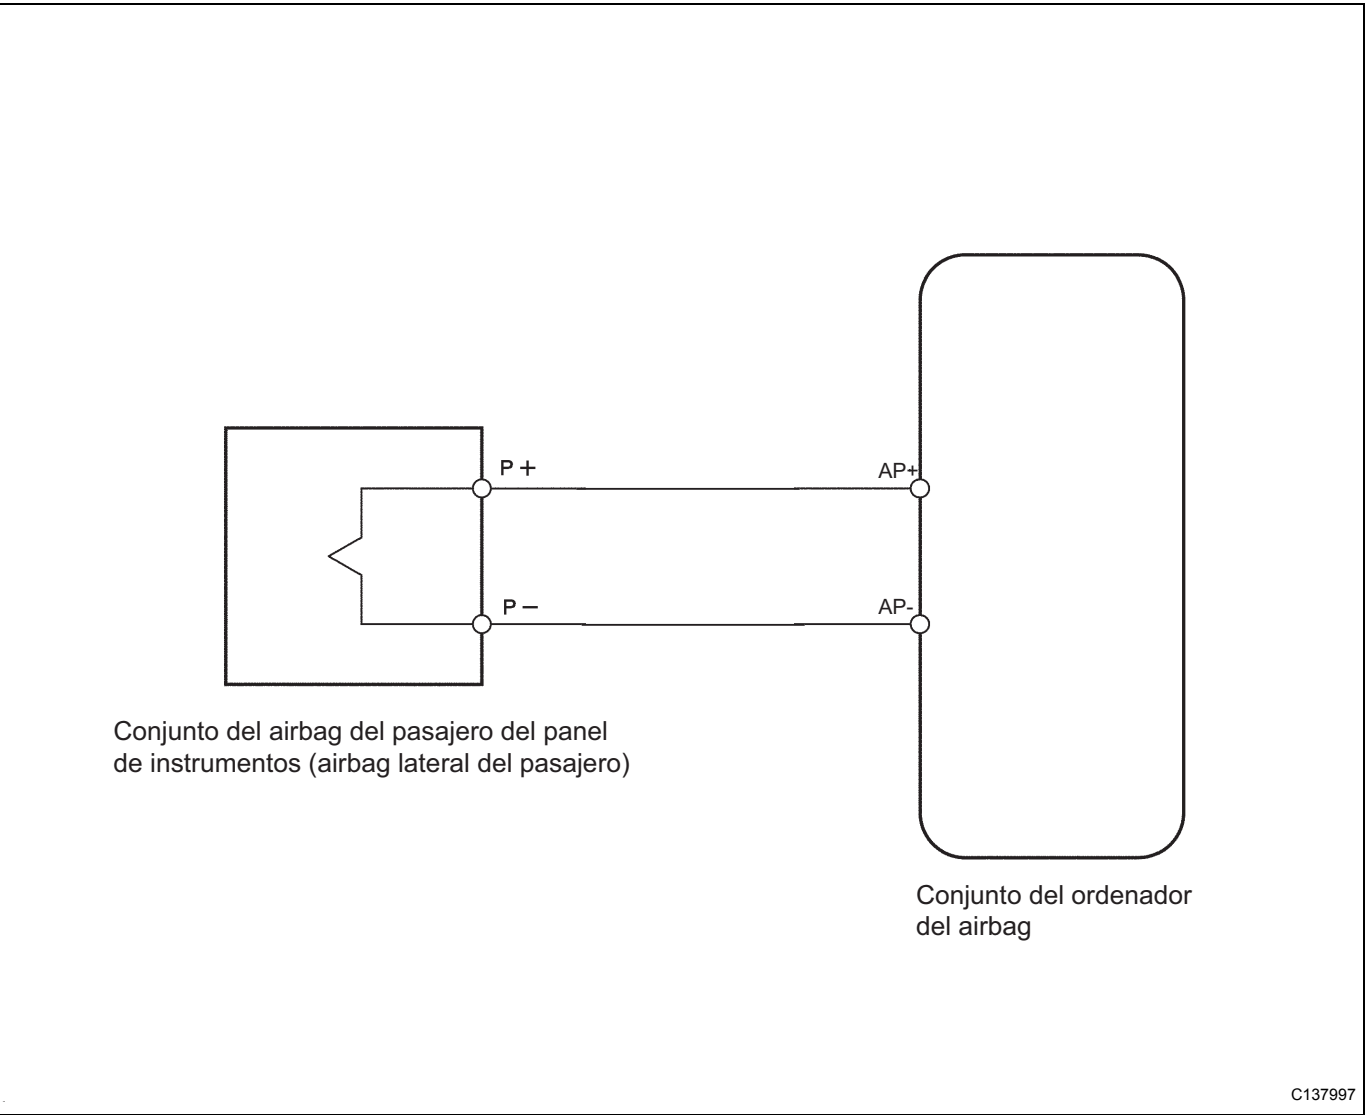 P + AP+
P − AP-
Conjunto del airbag del pasajero del panel
de instrumentos (airbag lateral del pasajero)
Conjunto del ordenador
del airbag
C137997